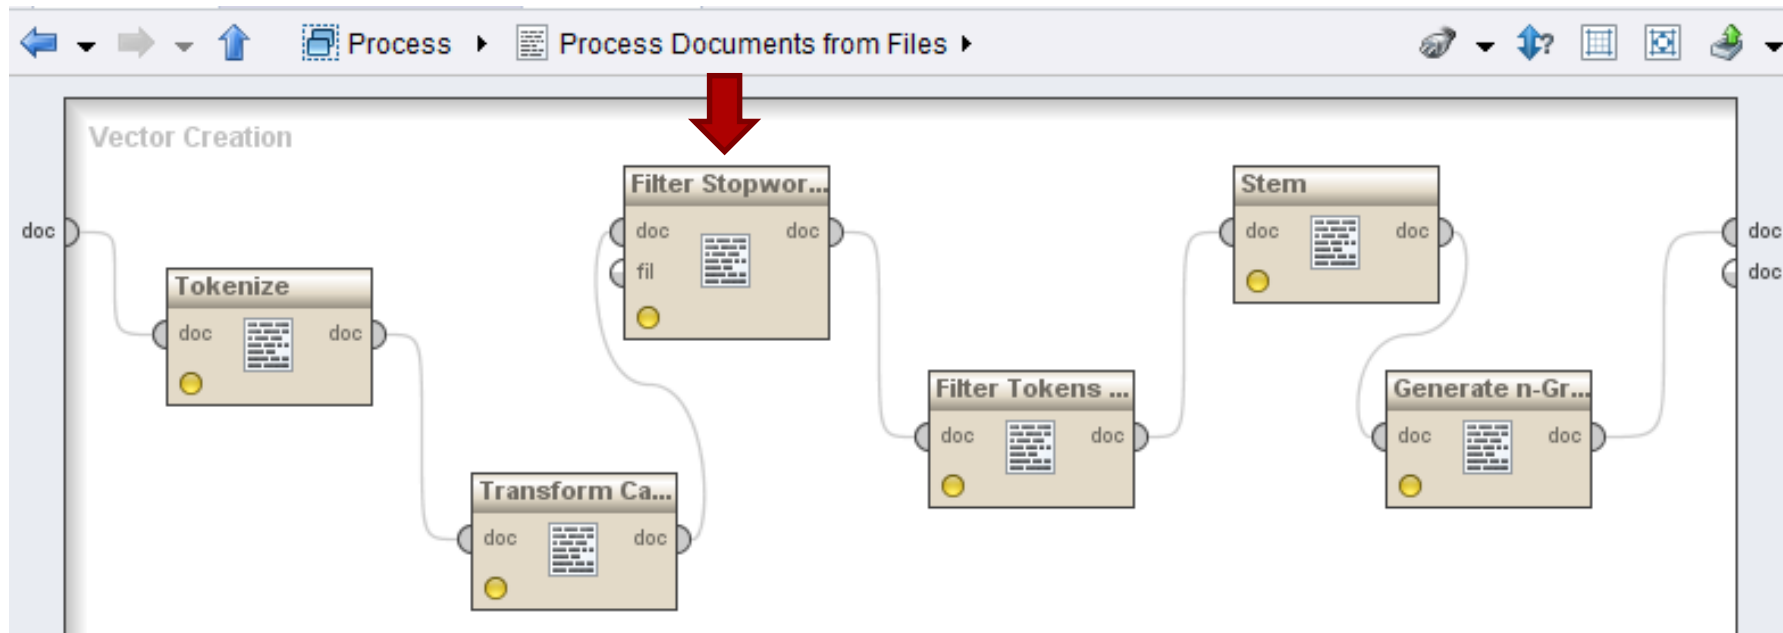 Process Process Documents from Files
?
Vector Creation
doc
Tokenize
doc doc
Transform Ca...
doc doc
Filter Stopwor...
doc doc
fil
Filter Tokens ...
doc doc
Stem
doc doc
Generate n-Gr...
doc doc
doc
doc